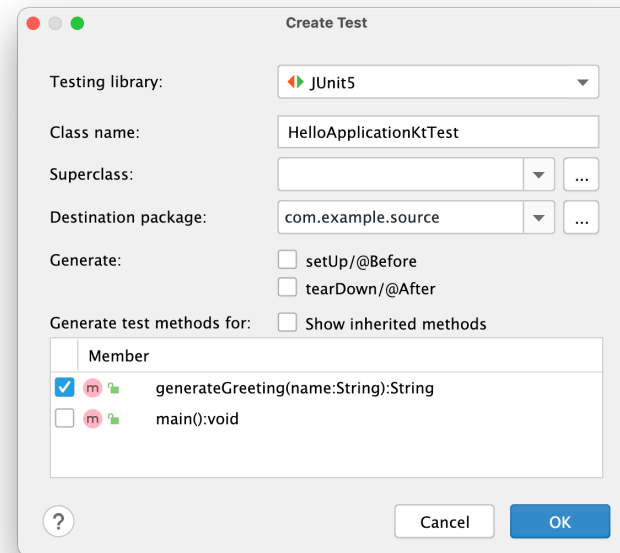 Create Test
Testing library: JUnit5
Class name: HelloApplicationKtTest
Superclass: ...
Destination package: com.example.source ...
Generate: setUp/@Before
tearDown/@After
Generate test methods for: Show inherited methods
Member
m generateGreeting(name:String):String
m main():void
? Cancel OK